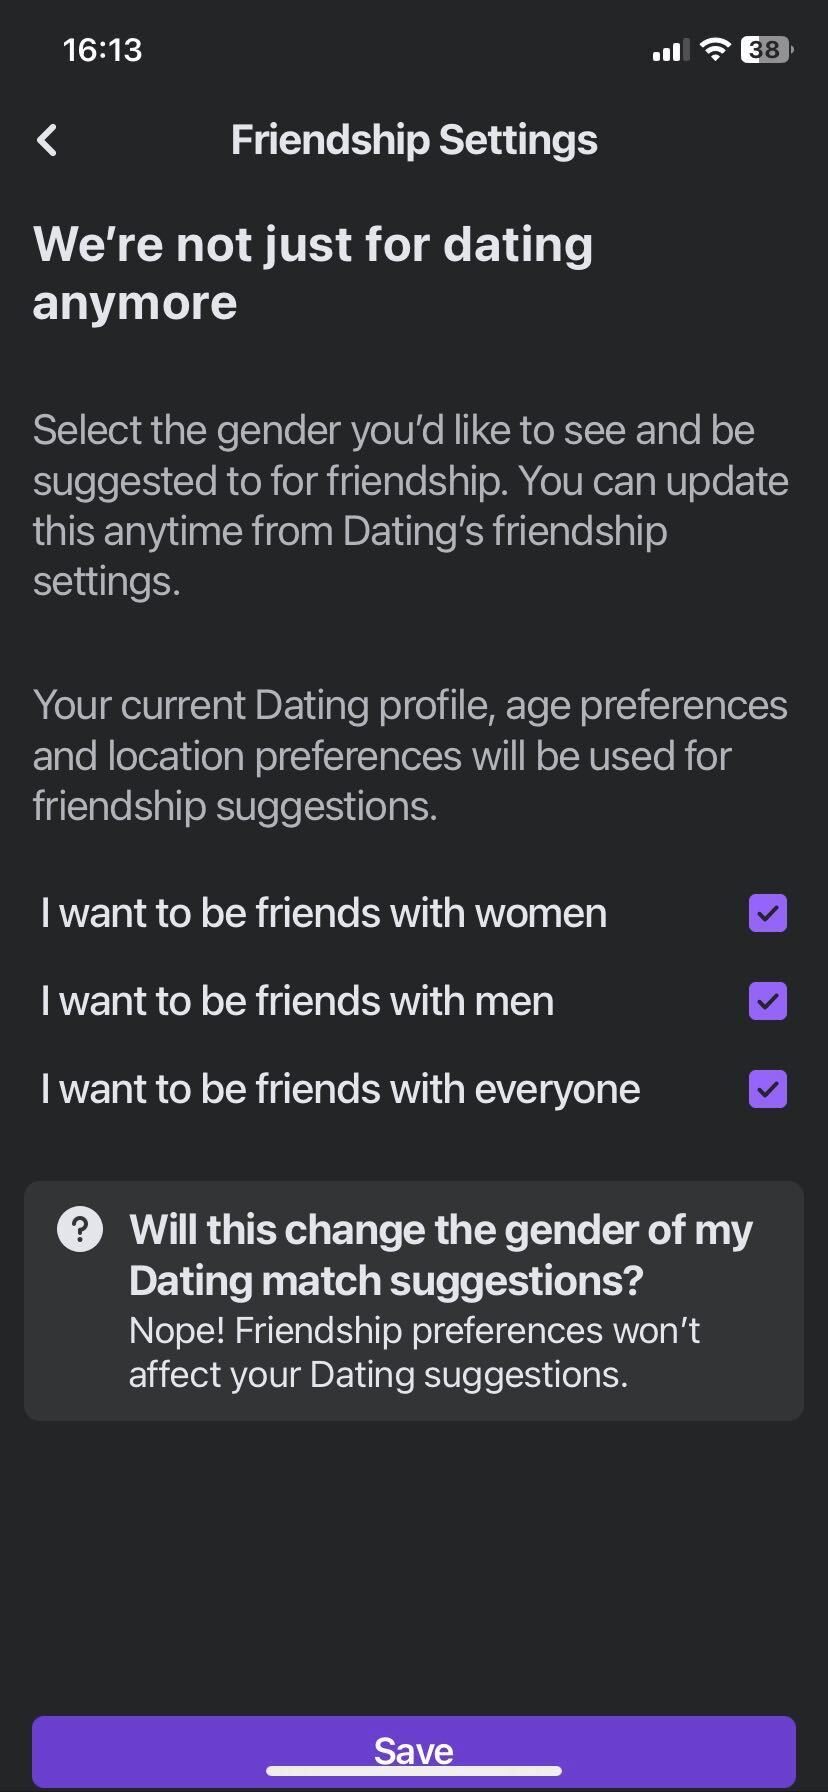 16:13
38
Friendship Settings
We’re not just for dating
anymore
Select the gender you’d like to see and be
suggested to for friendship. You can update
this anytime from Dating’s friendship
settings.
Your current Dating profile, age preferences
and location preferences will be used for
friendship suggestions.
I want to be friends with women
I want to be friends with men
I want to be friends with everyone
Will this change the gender of my
Dating match suggestions?
Nope! Friendship preferences won’t
affect your Dating suggestions.
Save